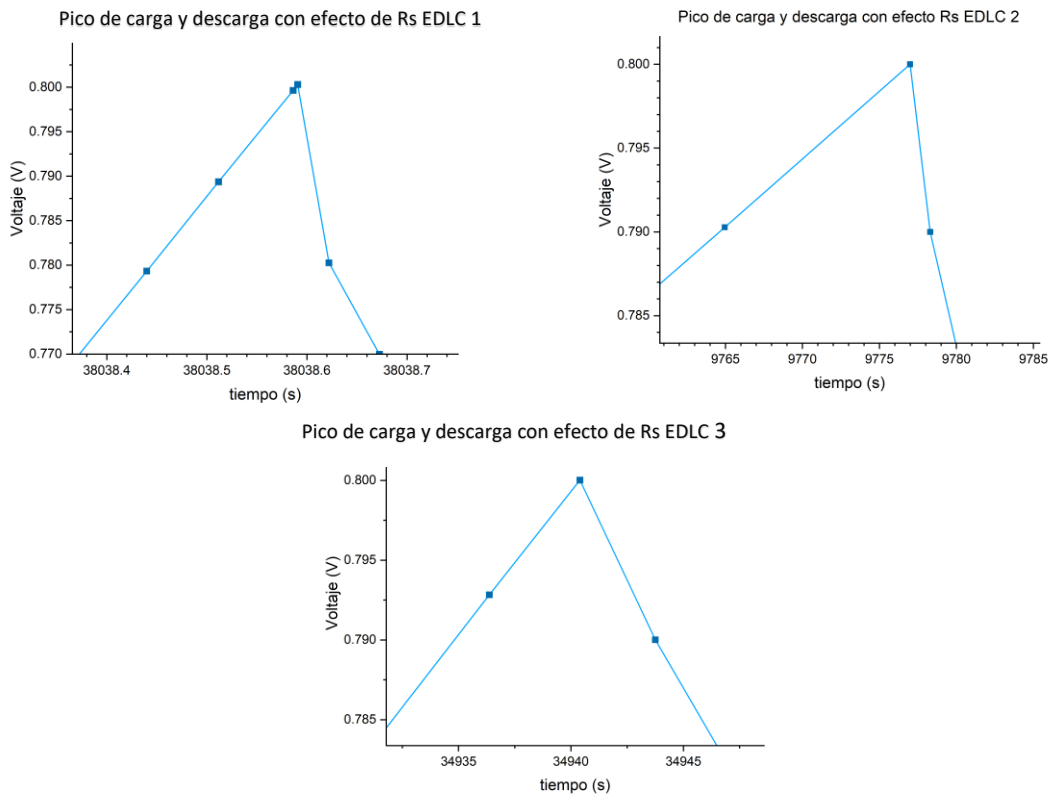 Pico de carga y descarga con efecto de Rs EDLC 1
0.800
0.795
0.790
0.785
0.780
0.775
0.770
Voltaje (V)
38038.4 38038.5 38038.6 38038.7
tiempo (s)
Pico de carga y descarga con efecto Rs EDLC 2
0.800
0.795
0.790
0.785
Voltaje (V)
9765 9770 9775 9780 9785
tiempo (s)
Pico de carga y descarga con efecto de Rs EDLC 3
0.800
0.795
0.790
0.785
Voltaje (V)
34935 34940 34945
tiempo (s)